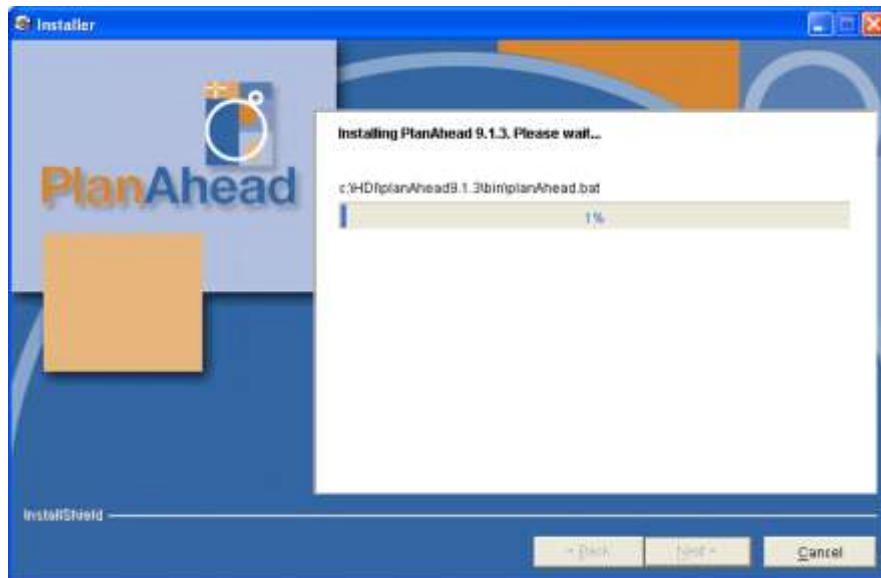 Installer
PlanAhead
Installing PlanAhead 9.1.3. Please wait...
c:\HDI\planAhead9.1.3\bin\planAhead.bat
1%
InstallShield
< Back
Next >
Cancel